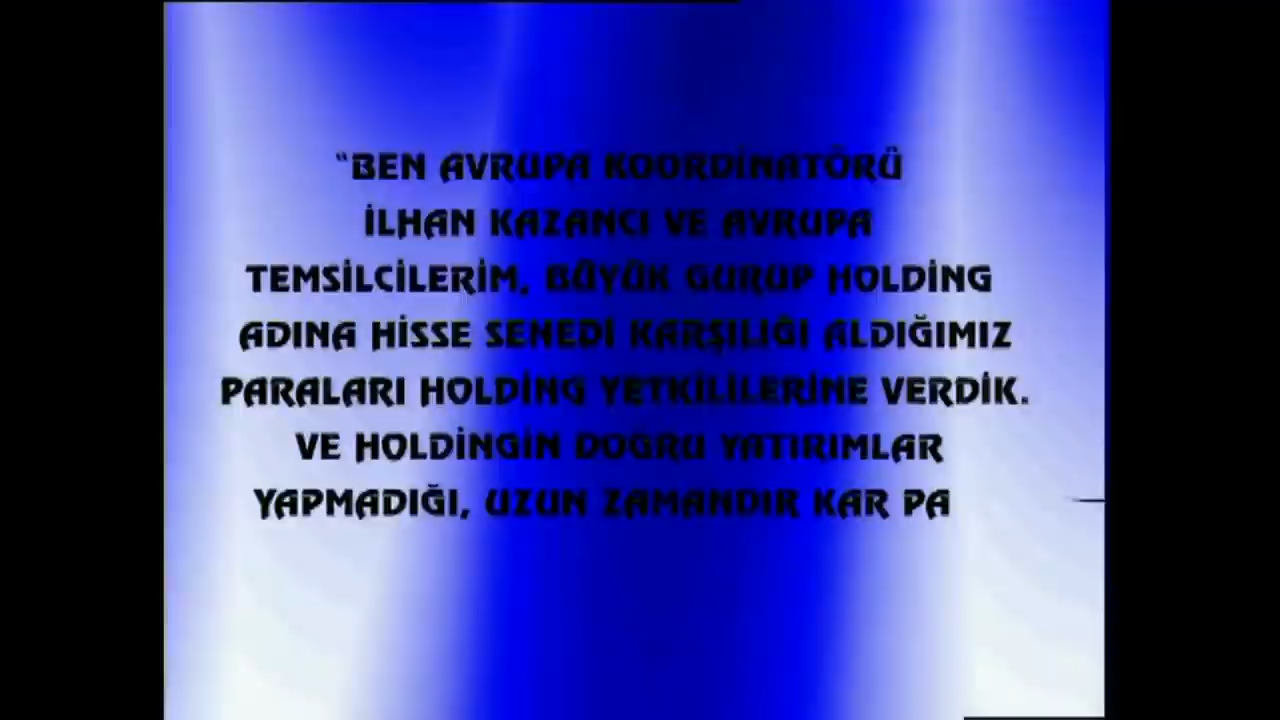 “BEN AVRUPA KOORDİNATÖRÜ
İLHAN KAZANCI VE AVRUPA
TEMSİLCİLERİM, BÜYÜK GURUP HOLDİNG
ADINA HİSSE SENEDİ KARŞILIĞI ALDIĞIMIZ
PARALARI HOLDİNG YETKİLİLERİNE VERDİK.
VE HOLDİNGİN DOĞRU YATIRIMLAR
YAPMADIĞI, UZUN ZAMANDIR KAR PA